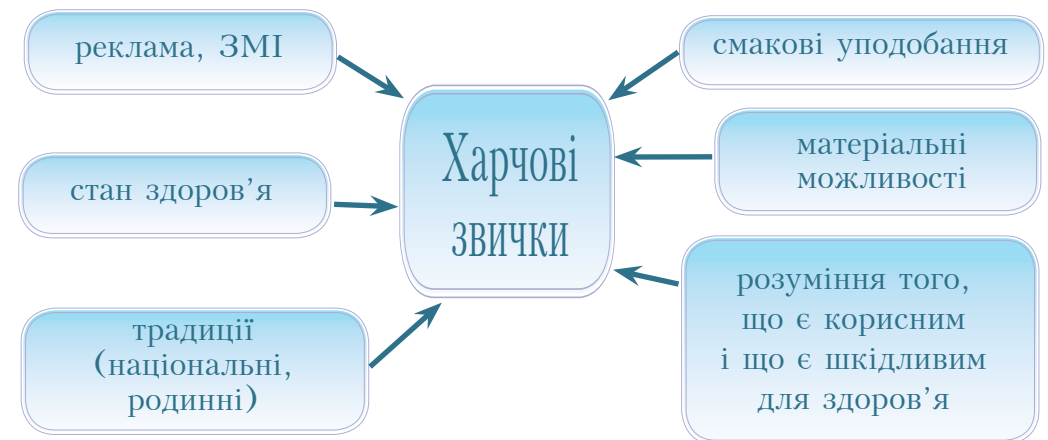 реклама, ЗМІ
стан здоров’я
традиції
(національні,
родинні)
Харчові
звички
смакові уподобання
матеріальні
можливості
розуміння того,
що є корисним
і що є шкідливим
для здоров’я